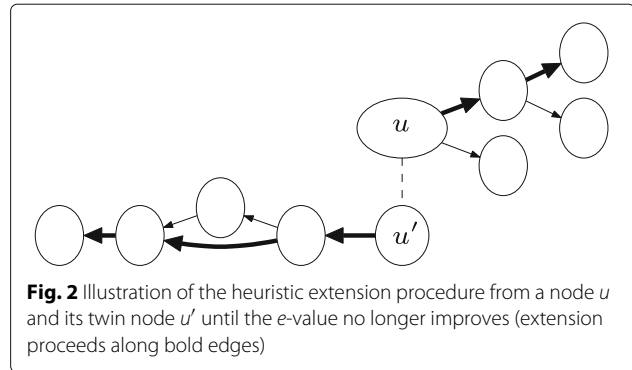 u
u′
Fig. 2 Illustration of the heuristic extension procedure from a node u
and its twin node u′ until the e-value no longer improves (extension
proceeds along bold edges)